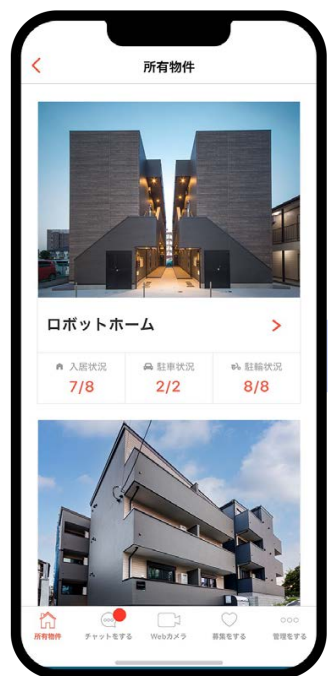 所有物件
ロボットホーム
入居状況
駐車状況
駐輪状況
7/8
2/2
8/8
所有物件
チャットをする
Webカメラ
募集をする
管理をする